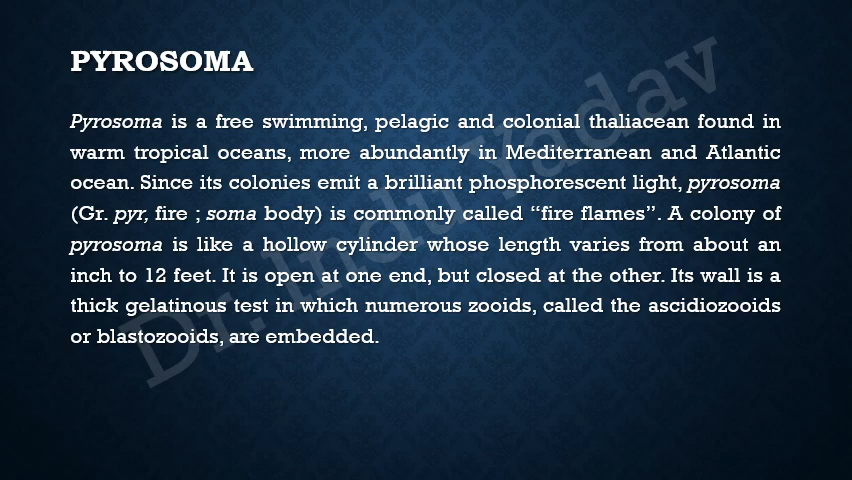 PYROSOMA
Pyrosoma is a free swimming, pelagic and colonial thaliacean found in
warm tropical oceans, more abundantly in Mediterranean and Atlantic
ocean. Since its colonies emit a brilliant phosphorescent light, pyrosoma
(Gr. pyr, fire ; soma body) is commonly called “fire flames”. A colony of
pyrosoma is like a hollow cylinder whose length varies from about an
inch to 12 feet. It is open at one end, but closed at the other. Its wall is a
thick gelatinous test in which numerous zooids, called the ascidiozooids
or blastozooids, are embedded.
Dr. Indu Yadav